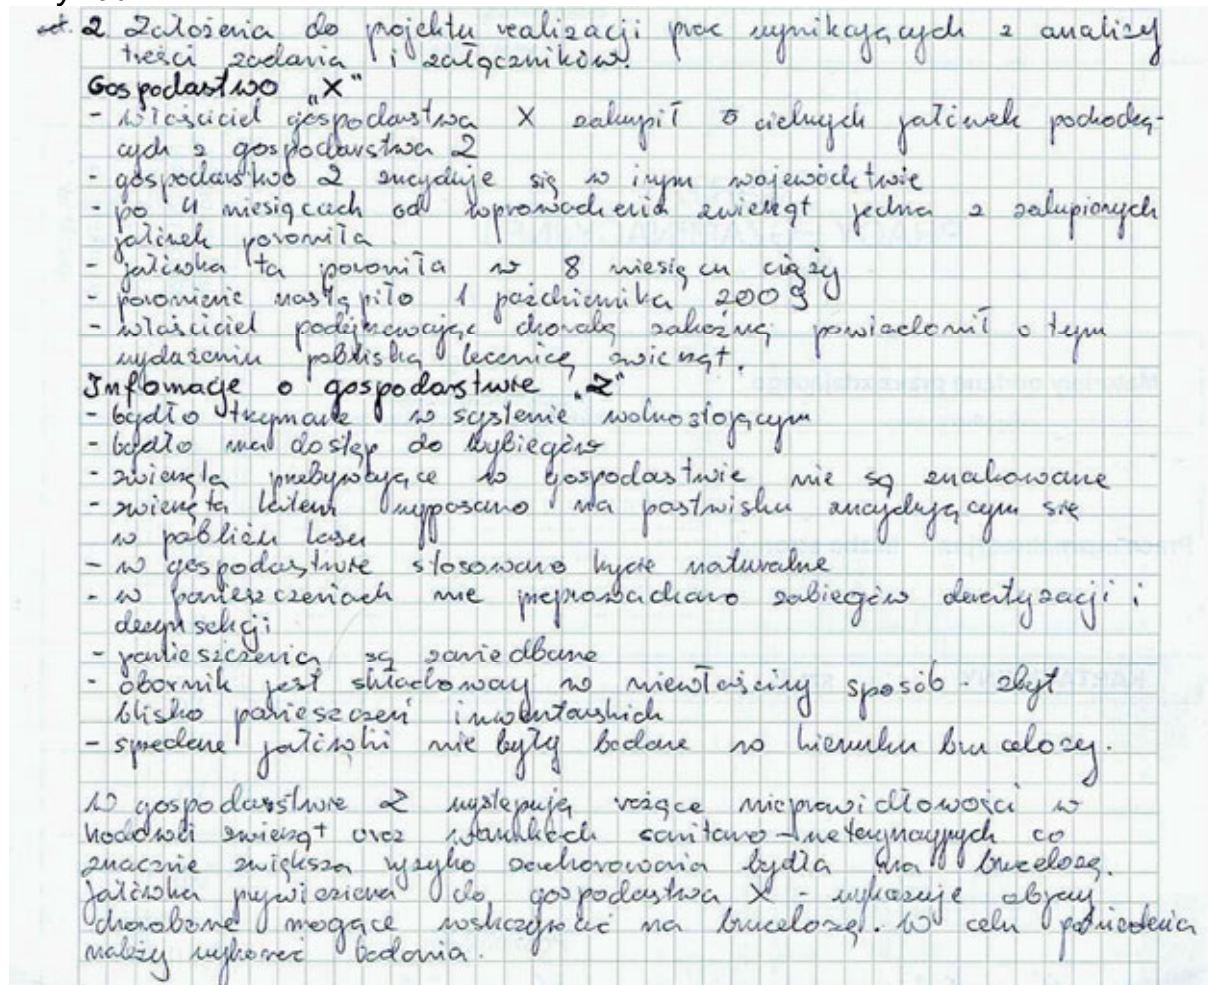 2 Założenia do projektu realizacji prac wynikających z analizy
treści zadania i załączników.
Gospodastwo „X"
- właściciel gospodarstwa X zakupił 5 cielnych jałówek pochodzą-
cych z gospodarstwa Z
- gospodarstwo Z znajduje się w innym województwie
- po 4 miesiącach od wprowadzenia zwierząt jedna z zakupionych
jałówek poroniła
- jałówka ta poroniła w 8 miesiącu ciąży
- poronienie nastąpiło 1 października 2009
- właściciel podejrzewając chorobę zakaźną powiadomił o tym
wydarzeniu pobliską lecznicę zwierząt.
Infomacje o gospodarstwie „Z"
- bydło trzymane w systemie wolnostojącym
- bydło ma dostęp do wybiegów
- zwierzęta przebywające w gospodastwie nie są znakowane
- zwierzęta latem wypasano na pastwisku znajdującym się
w pobliżu lasu
- w gospodastwie stosowano krycie naturalne
- w pomieszczeniach nie przeprowadzano zabiegów deratyzacji i
dezynsekcji
- pomieszczenia są zaniedbane
- obornik jest składowany w niewłaściwy sposób zbyt
blisko pomieszczeń inwentarskich
- sprzedane jałówki nie były badane w kierunku brucelozy.
W gospodarstwie Z występują rażące nieprawidłowości w
hodowli zwierząt oraz warunkach sanitarno-weterynaryjnych co
znacznie zwiększa ryzyko zachorowania bydła na brucelozę.
Jałówka przywieziona do gospodastwa X - wykazuje objawy
chorobowe mogące wskazywać na brucelozę. W celu potwierdzenia
należy wykonać badania.